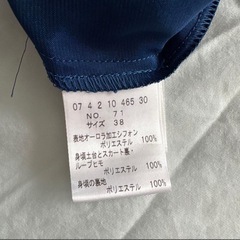 07 4 2 10 465 30
NO. 71
サイズ 38
表地オーロラ加工シフォン
ポリエステル 100%
身頃土台とスカート裏・
ループヒモ
ポリエステル 100%
身頃の裏地
ポリエステル 100%